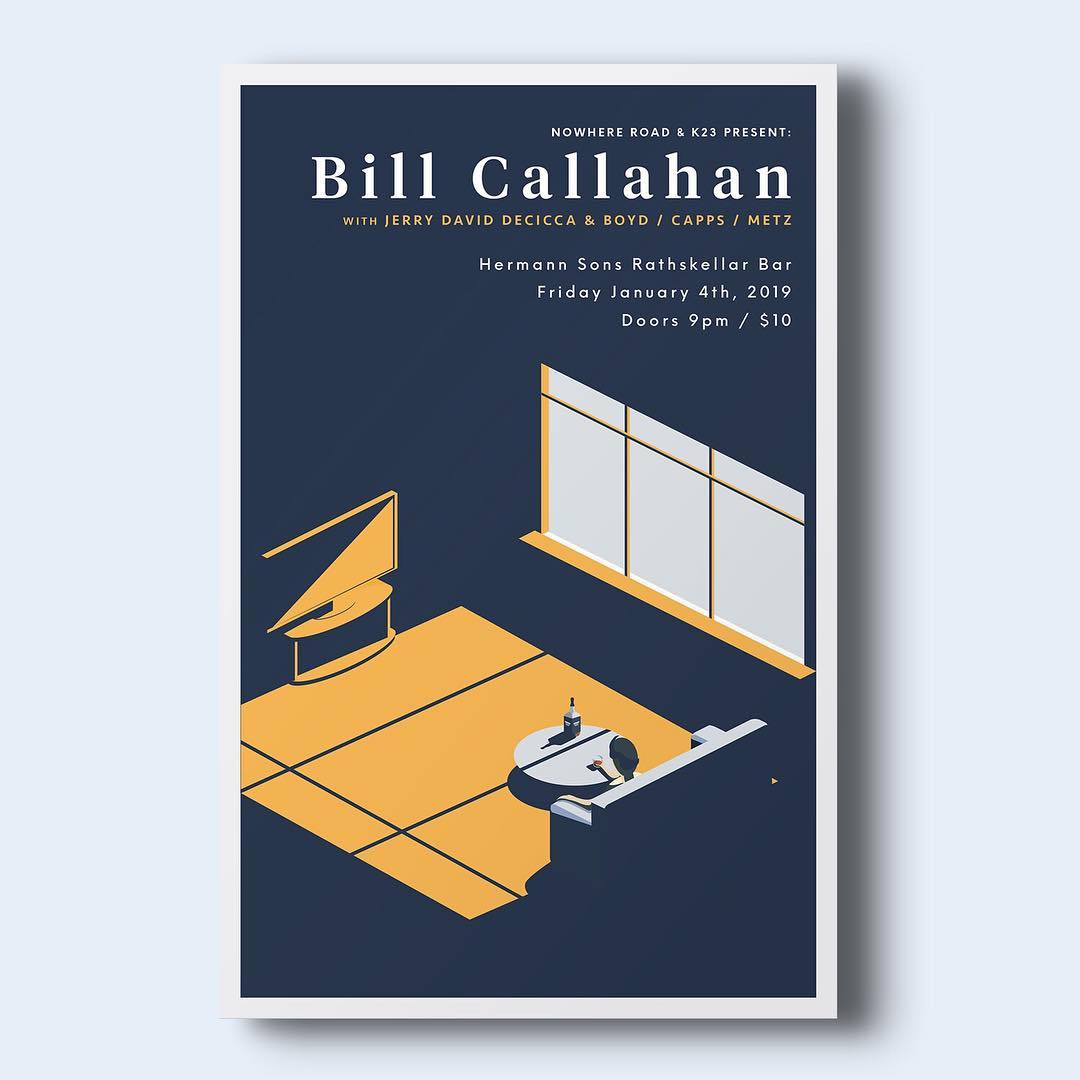 NOWHERE ROAD & K23 PRESENT:
Bill Callahan
WITH JERRY DAVID DECICCA & BOYD / CAPPS / METZ
Hermann Sons Rathskellar Bar
Friday January 4th, 2019
Doors 9pm / $10